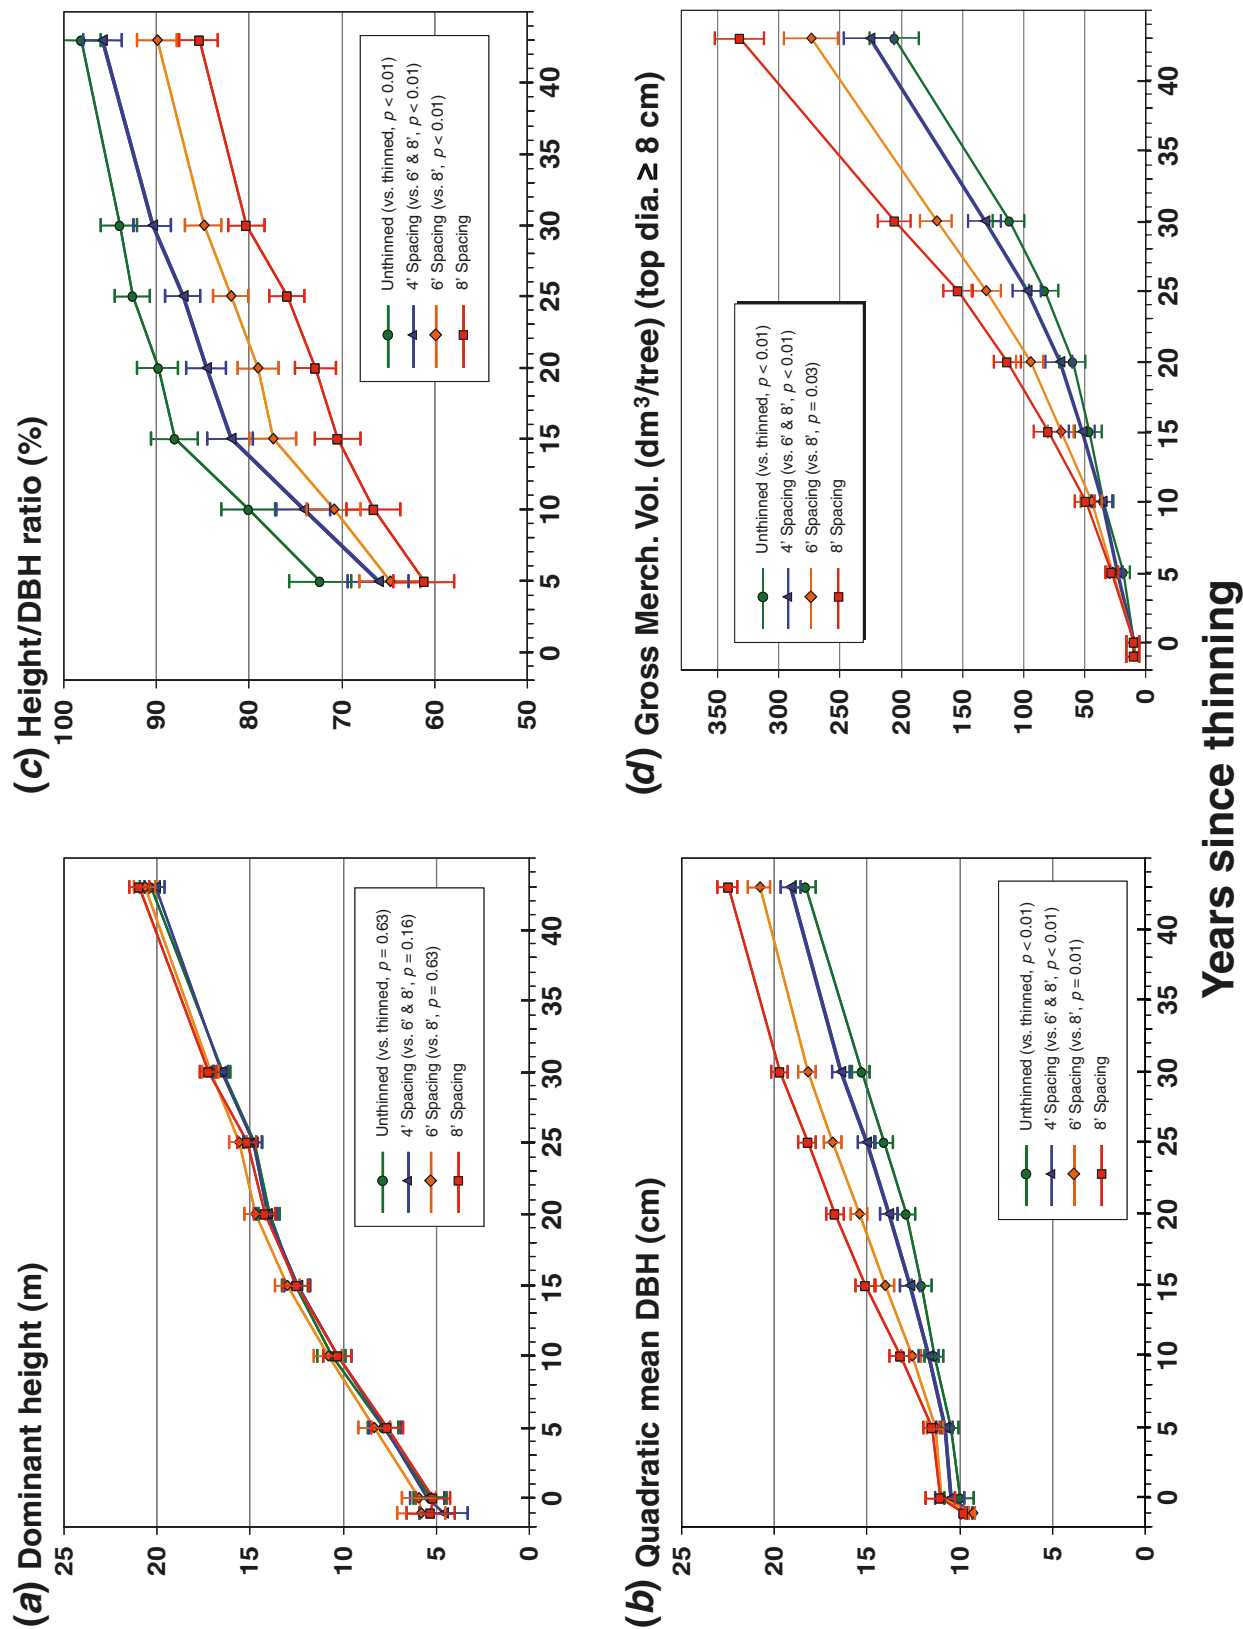 (a) Dominant height (m)
25
20
15
10
5
0
0 5 10 15 20 25 30 35 40
Unthinned (vs. thinned, p = 0.63)
4' Spacing (vs. 6' & 8', p = 0.16)
6' Spacing (vs. 8', p = 0.63)
8' Spacing
(c) Height/DBH ratio (%)
100
90
80
70
60
50
0 5 10 15 20 25 30 35 40
Unthinned (vs. thinned, p < 0.01)
4' Spacing (vs. 6' & 8', p < 0.01)
6' Spacing (vs. 8', p < 0.01)
8' Spacing
(b) Quadratic mean DBH (cm)
25
20
15
10
5
0
0 5 10 15 20 25 30 35 40
Unthinned (vs. thinned, p < 0.01)
4' Spacing (vs. 6' & 8', p < 0.01)
6' Spacing (vs. 8', p = 0.01)
8' Spacing
(d) Gross Merch. Vol. (dm³/tree) (top dia. ≥ 8 cm)
350
300
250
200
150
100
50
0
0 5 10 15 20 25 30 35 40
Unthinned (vs. thinned, p < 0.01)
4' Spacing (vs. 6' & 8', p < 0.01)
6' Spacing (vs. 8', p = 0.03)
8' Spacing
Years since thinning